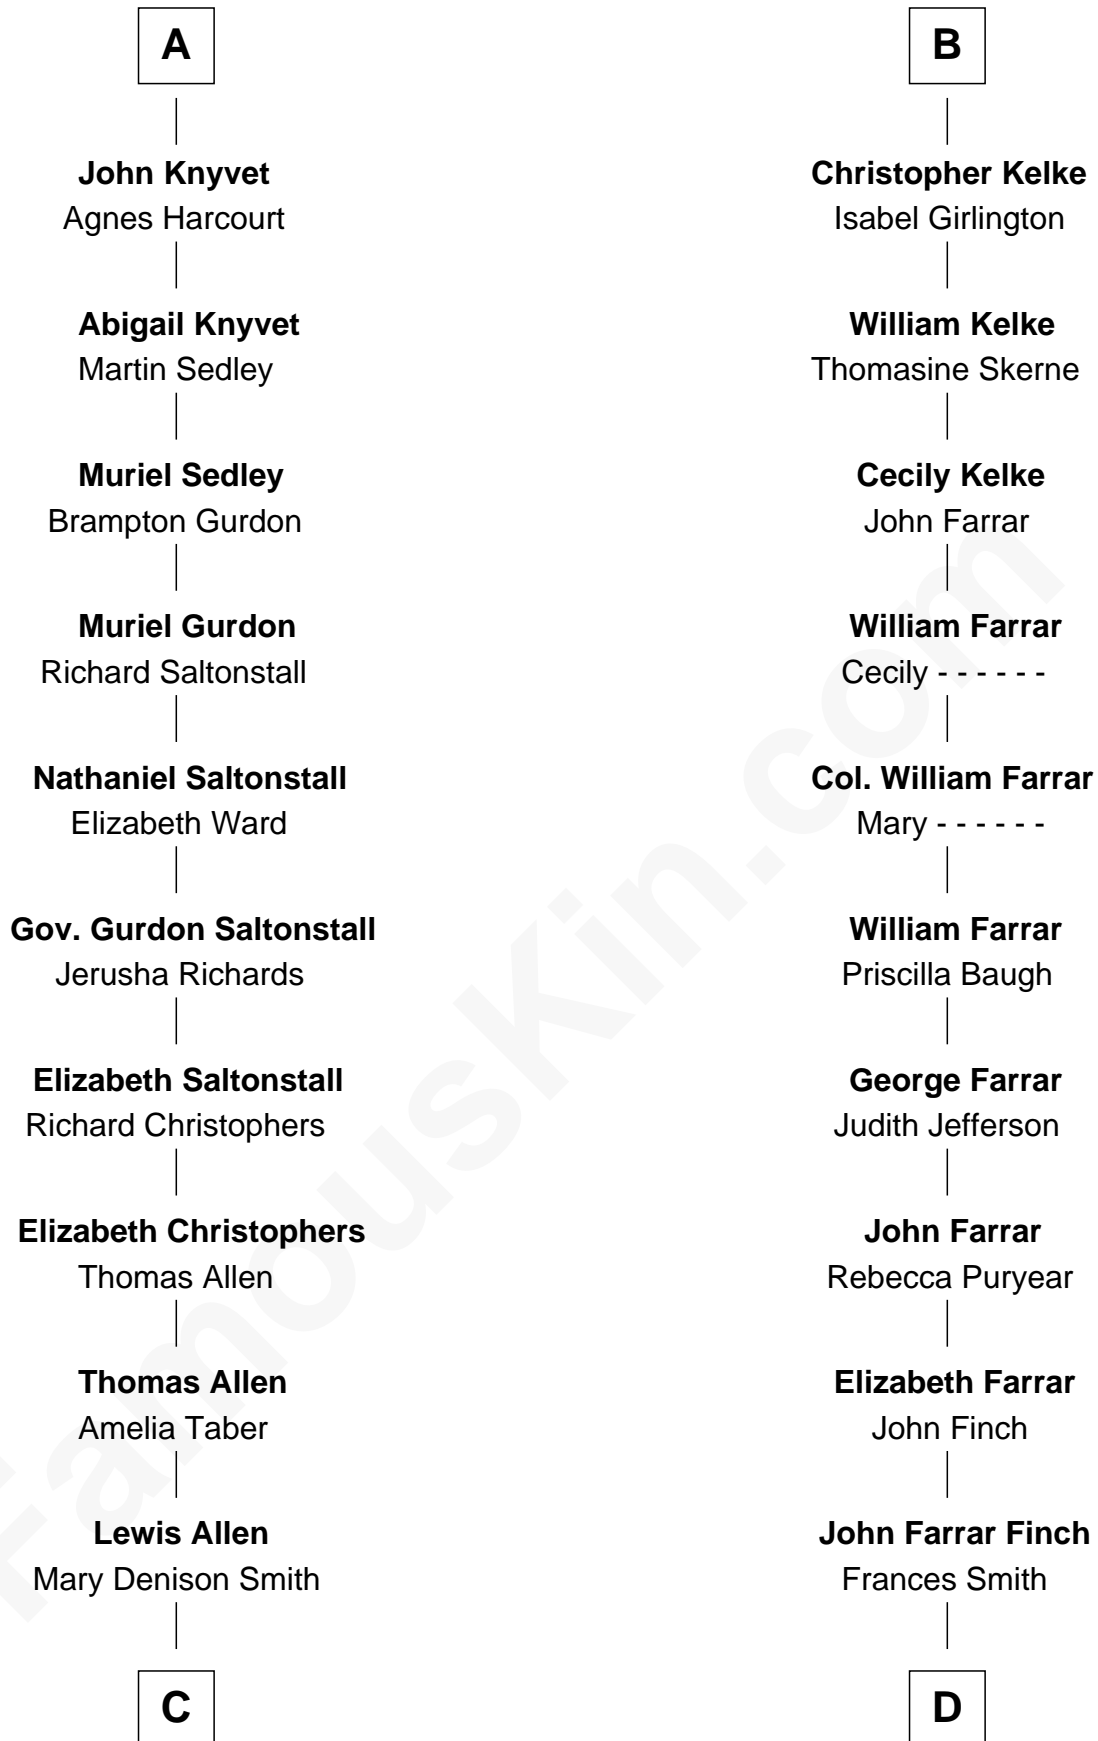 A
John Knyvet
Agnes Harcourt
Abigail Knyvet
Martin Sedley
Muriel Sedley
Brampton Gurdon
Muriel Gurdon
Richard Saltonstall
Nathaniel Saltonstall
Elizabeth Ward
Gov. Gurdon Saltonstall
Jerusha Richards
Elizabeth Saltonstall
Richard Christophers
Elizabeth Christophers
Thomas Allen
Thomas Allen
Amelia Taber
Lewis Allen
Mary Denison Smith
C
B
Christopher Kelke
Isabel Girlington
William Kelke
Thomasine Skerne
Cecily Kelke
John Farrar
William Farrar
Cecily - - - - - -
Col. William Farrar
Mary - - - - - -
William Farrar
Priscilla Baugh
George Farrar
Judith Jefferson
John Farrar
Rebecca Puryear
Elizabeth Farrar
John Finch
John Farrar Finch
Frances Smith
D
FamousKin.com